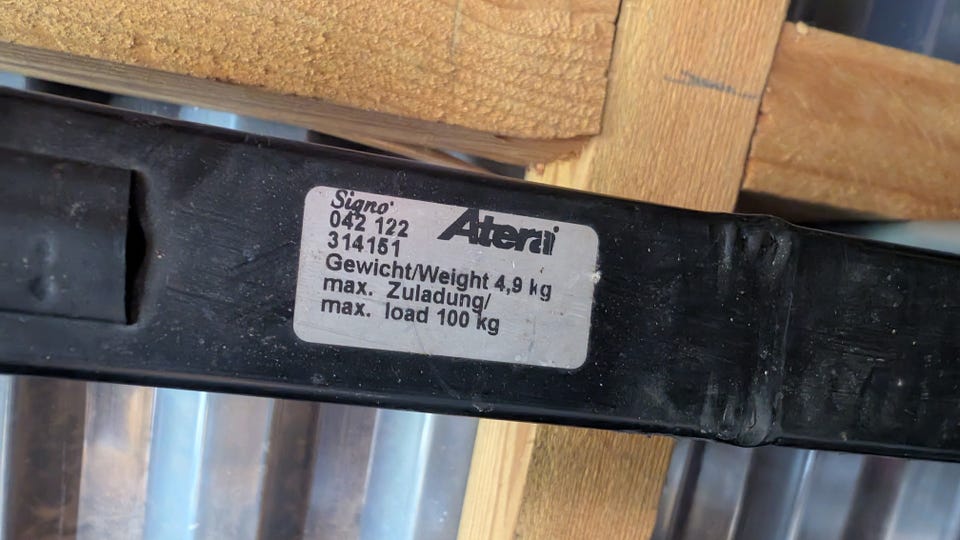 Signo
Atera
042 122
314151
Gewicht/Weight 4,9 kg
max. Zuladung/
max. load 100 kg